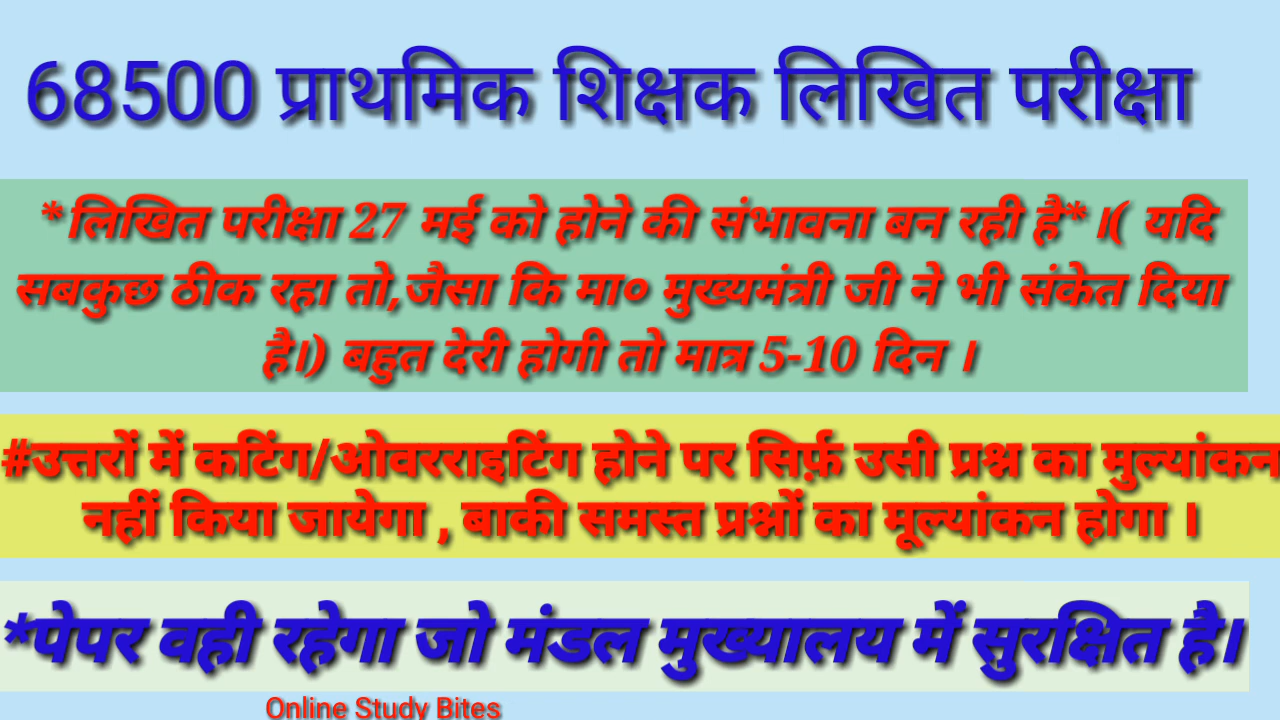 68500 प्राथमिक शिक्षक लिखित परीक्षा
*लिखित परीक्षा 27 मई को होने की संभावना बन रही है* ।( यदि
सबकुछ ठीक रहा तो,जैसा कि मा० मुख्यमंत्री जी ने भी संकेत दिया
है।) बहुत देरी होगी तो मात्र 5-10 दिन ।
#उत्तरों में कटिंग/ओवरराइटिंग होने पर सिर्फ़ उसी प्रश्न का मुल्यांकन
नहीं किया जायेगा , बाकी समस्त प्रश्नों का मूल्यांकन होगा ।
*पेपर वही रहेगा जो मंडल मुख्यालय में सुरक्षित है।
Online Study Bites